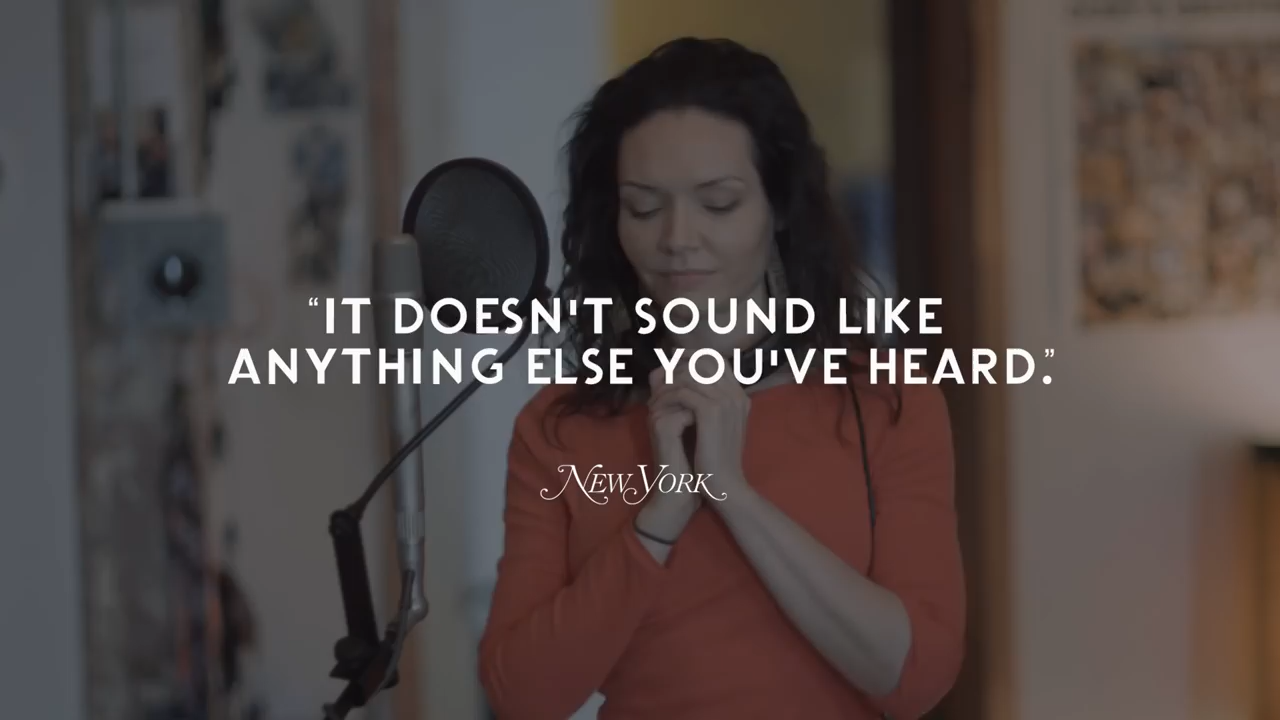 “IT DOESN'T SOUND LIKE
ANYTHING ELSE YOU'VE HEARD.”
NEW YORK